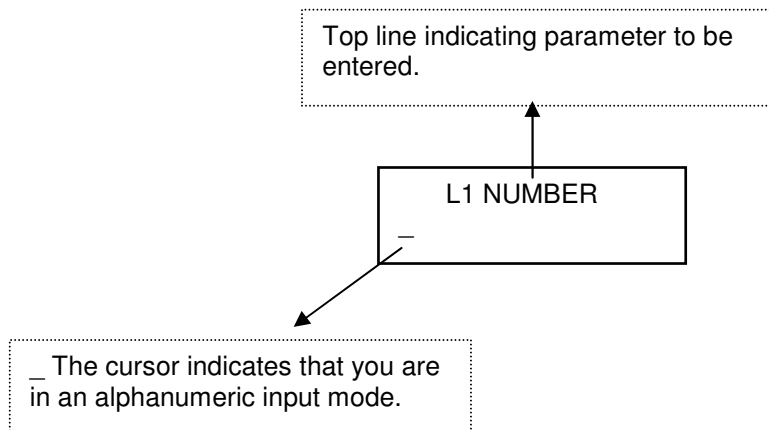 Top line indicating parameter to be
entered.
L1 NUMBER
_
_ The cursor indicates that you are
in an alphanumeric input mode.